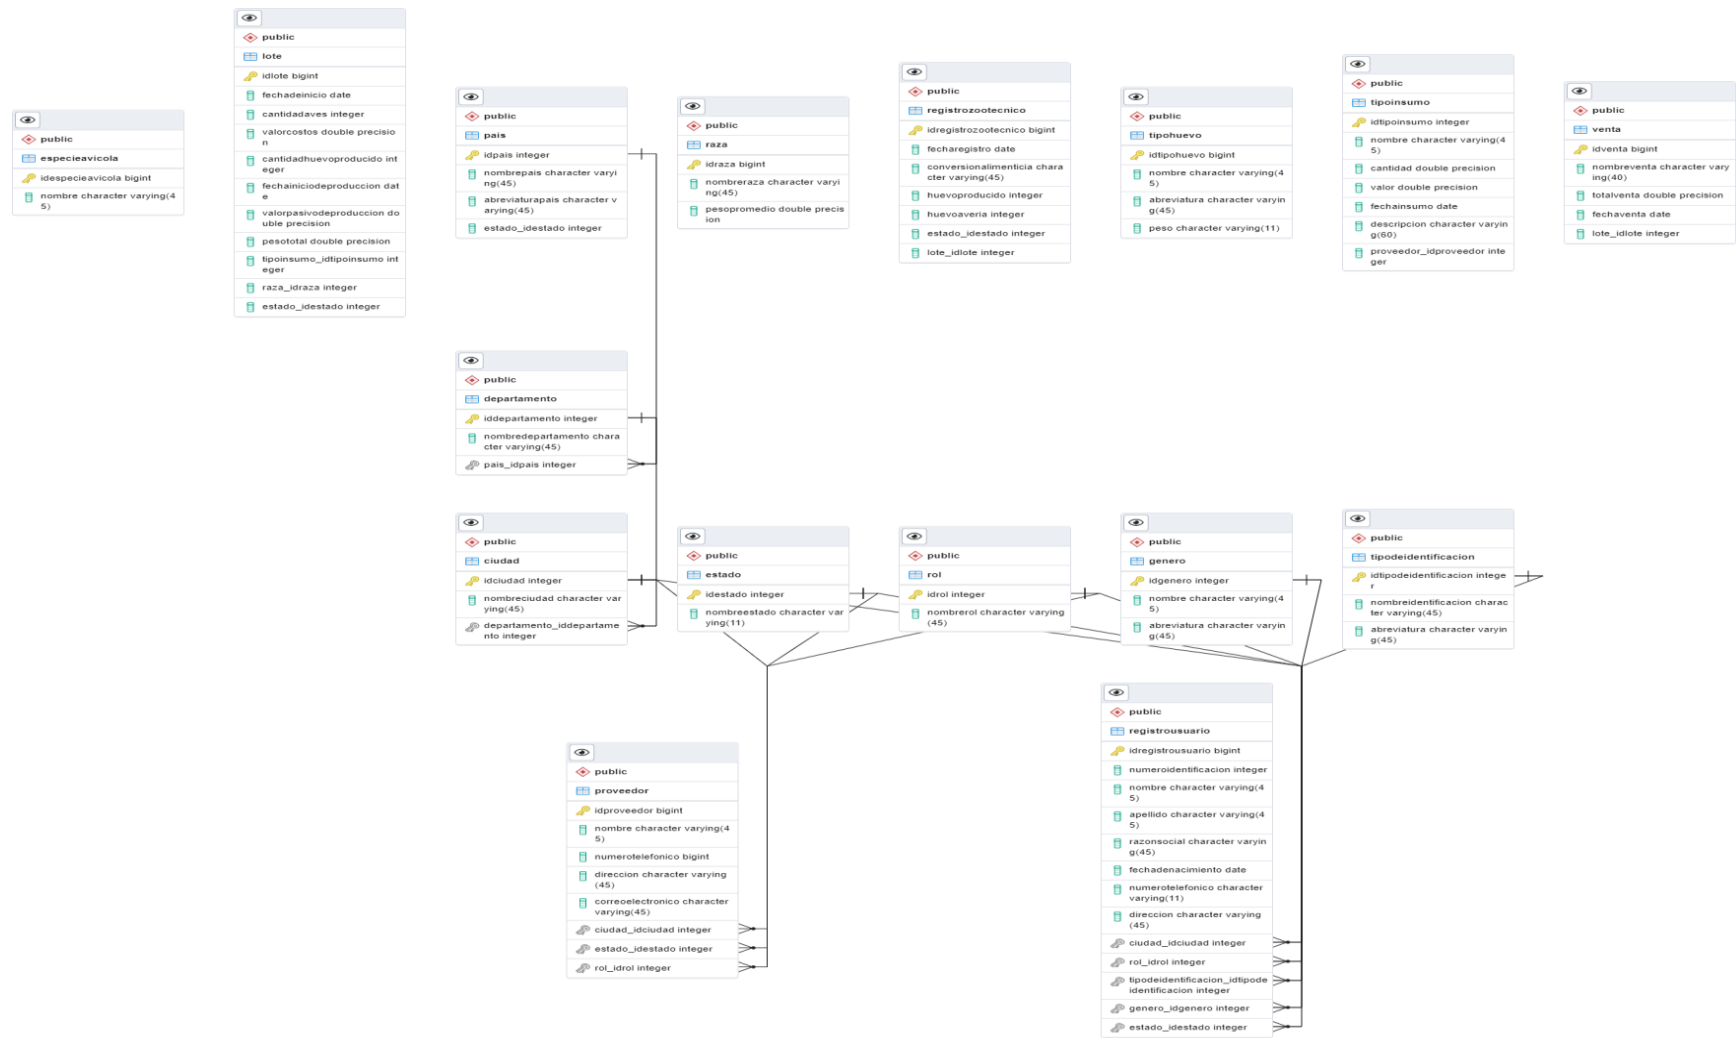 public
especieavicola
idespecieavicola bigint
nombre character varying(4
5)
public
lote
idlote bigint
fechadeinicio date
cantidadaves integer
valorcostos double precisio
n
cantidadhuevoproducido int
eger
fechainiciodeproduccion dat
e
valorpasivodeproduccion do
uble precision
pesototal double precision
tipoinsumo_idtipoinsumo int
eger
raza_idraza integer
estado_idestado integer
public
pais
idpais integer
nombrepais character varyi
ng(45)
abreviaturapais character v
arying(45)
estado_idestado integer
public
raza
idraza bigint
nombreraza character varyi
ng(45)
pesopromedio double precis
ion
public
registrozootecnico
idregistrozootecnico bigint
fecharegistro date
conversionalimenticia chara
cter varying(45)
huevoproducido integer
huevoaveria integer
estado_idestado integer
lote_idlote integer
public
tipohuevo
idtipohuevo bigint
nombre character varying(4
5)
abreviatura character varyin
g(45)
peso character varying(11)
public
tipoinsumo
idtipoinsumo integer
nombre character varying(4
5)
cantidad double precision
valor double precision
fechainsumo date
descripcion character varyin
g(60)
proveedor_idproveedor inte
ger
public
venta
idventa bigint
nombreventa character vary
ing(40)
totalventa double precision
fechaventa date
lote_idlote integer
public
departamento
iddepartamento integer
nombredepartamento chara
cter varying(45)
pais_idpais integer
public
ciudad
idciudad integer
nombreciudad character var
ying(45)
departamento_iddepartame
nto integer
public
estado
idestado integer
nombreestado character var
ying(11)
public
rol
idrol integer
nombrerol character varying
(45)
public
genero
idgenero integer
nombre character varying(4
5)
abreviatura character varyin
g(45)
public
tipodeidentificacion
idtipodeidentificacion intege
r
nombreidentificacion charac
ter varying(45)
abreviatura character varyin
g(45)
public
proveedor
idproveedor bigint
nombre character varying(4
5)
numerotelefonico bigint
direccion character varying
(45)
correoelectronico character
varying(45)
ciudad_idciudad integer
estado_idestado integer
rol_idrol integer
public
registrousuario
idregistrousuario bigint
numeroidentificacion integer
nombre character varying(4
5)
apellido character varying(4
5)
razonsocial character varyin
g(45)
fechadenacimiento date
numerotelefonico character
varying(11)
direccion character varying
(45)
ciudad_idciudad integer
rol_idrol integer
tipodeidentificacion_idtipode
identificacion integer
genero_idgenero integer
estado_idestado integer